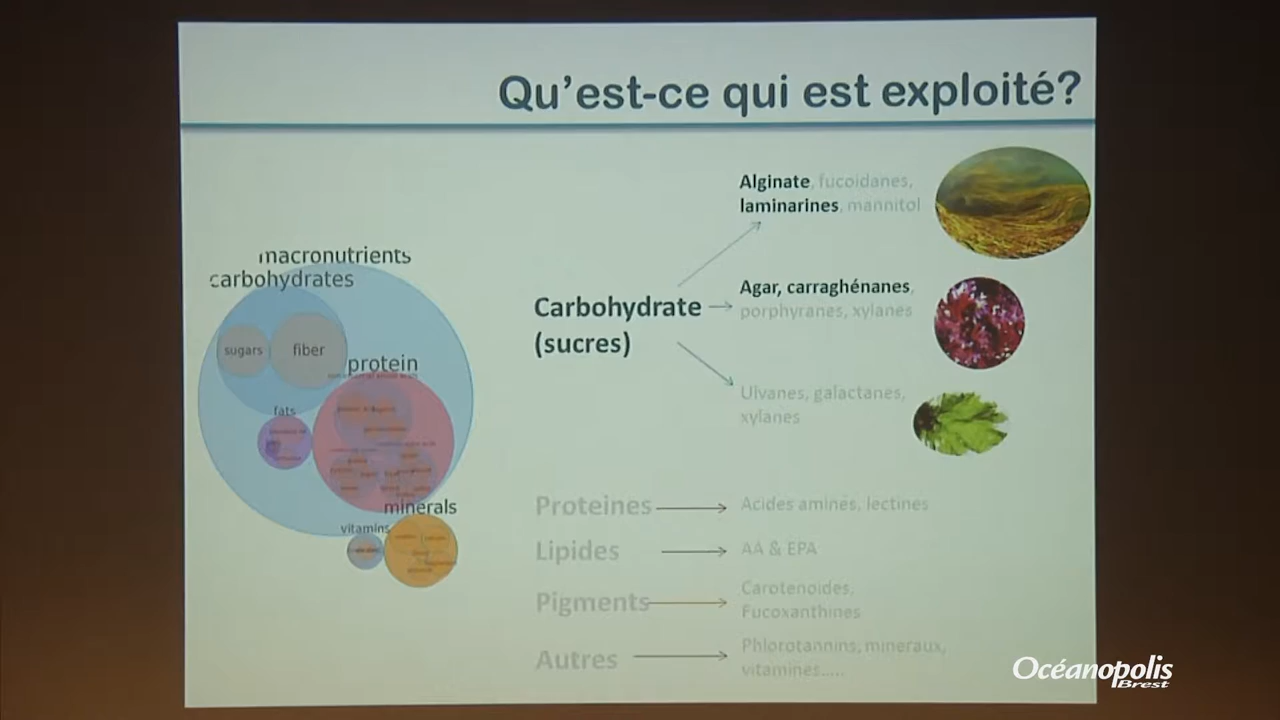 Qu'est-ce qui est exploité?
macronutrients
carbohydrates
sugars
fiber
protein
fats
minerals
vitamins
Carbohydrate
(sucres)
Alginate, fucoidanes,
laminarines, mannitol
Agar, carraghénanes,
porphyranes, xylanes
Ulvanes, galactanes,
xylanes
Proteines
Acides aminés, lectines
Lipides
AA & EPA
Pigments
Carotenoides,
Fucoxanthines
Autres
Phlorotannins, mineraux,
vitamines.....
Océanopolis
Brest